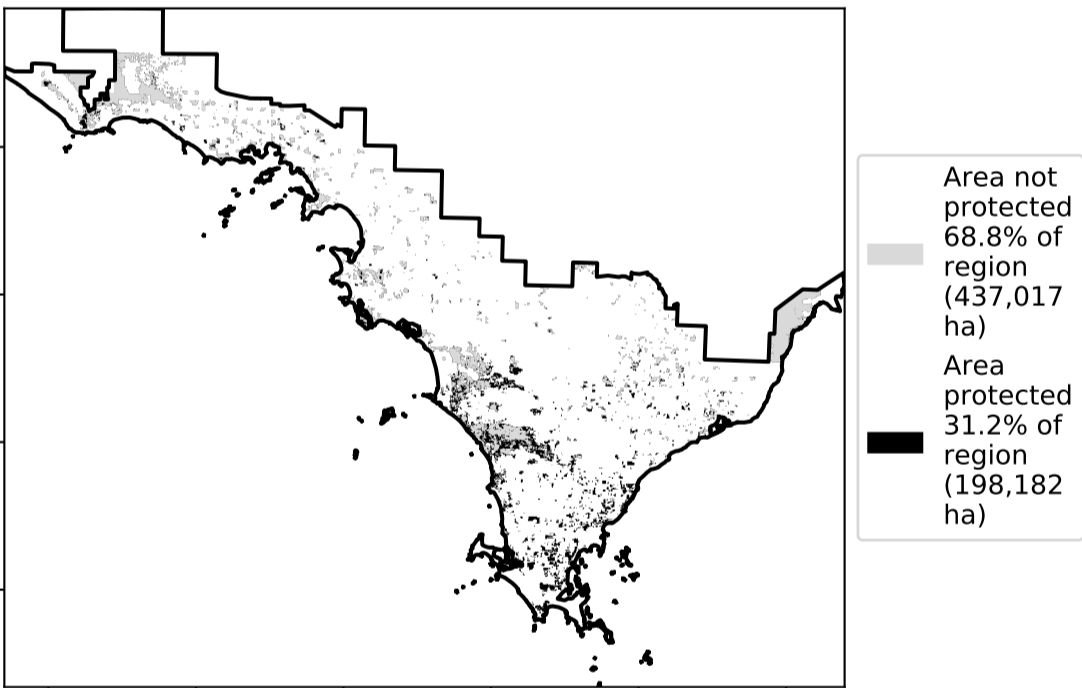 Area not
protected
68.8% of
region
(437,017
ha)
Area
protected
31.2% of
region
(198,182
ha)